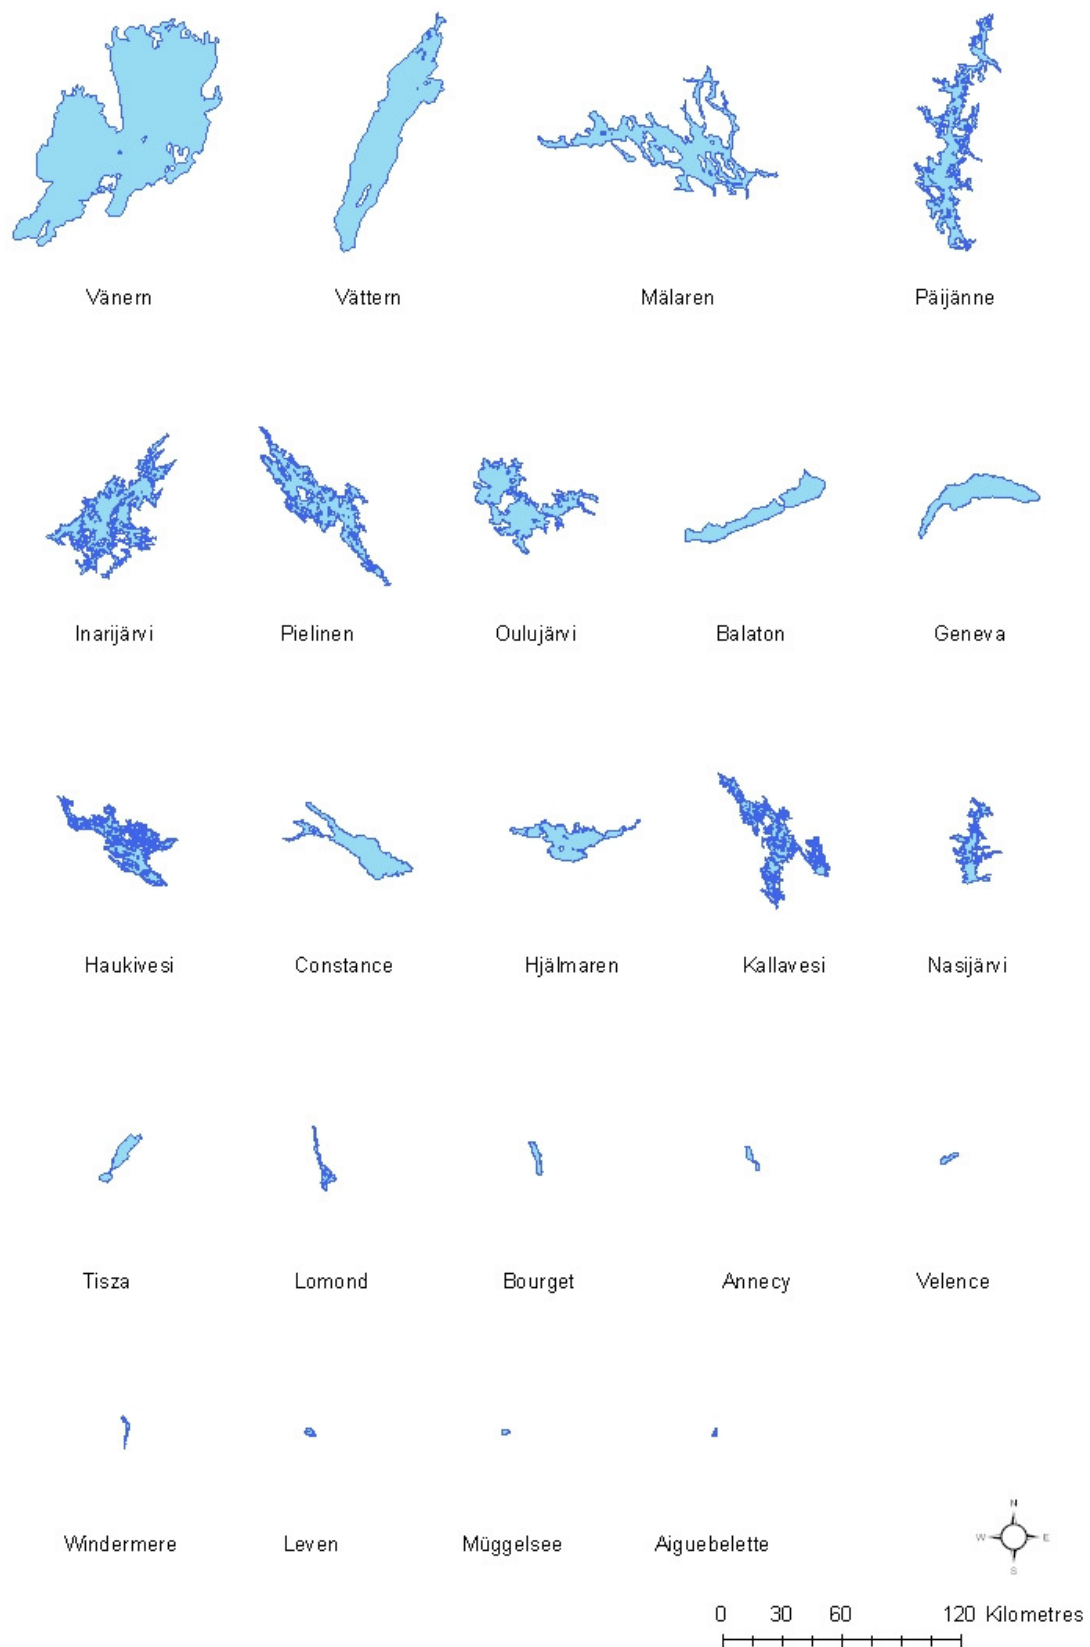 Vänern Vättern Mälaren Päijänne
Inarijärvi Pielinen Oulujärvi Balaton Geneva
Haukivesi Constance Hjälmaren Kallavesi Nasijärvi
Tisza Lomond Bourget Annecy Velence
Windermere Leven Müggelsee Aiguebelette
N
W E
S
0 30 60 120 Kilometres